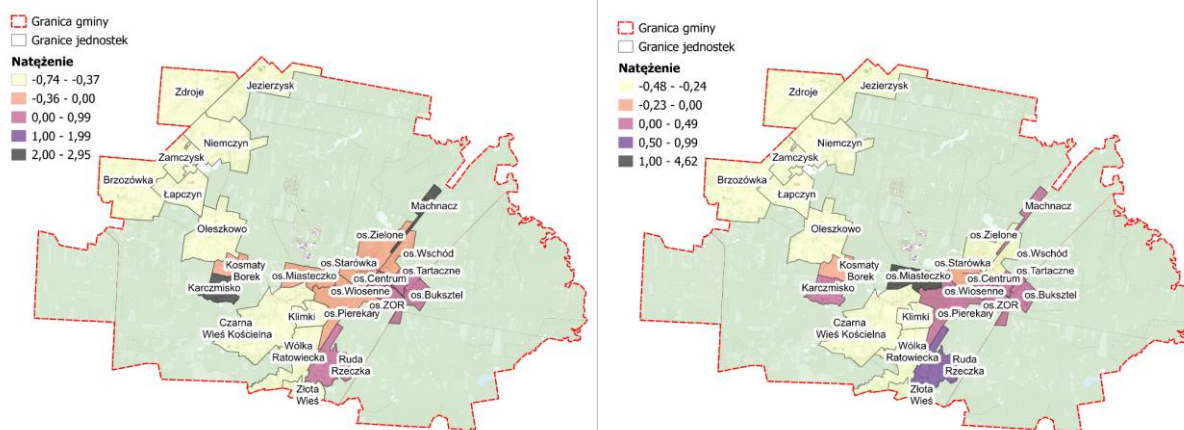 Granica gminy
Granice jednostek
Natężenie
-0,74 - -0,37
-0,36 - 0,00
0,00 - 0,99
1,00 - 1,99
2,00 - 2,95
Jezierzysk
Zdroje
Niemczyn
Zamczysk
Brzozówka
Łapczyn
Machnacz
Oleszkowo
os.Zielone
os.Wschód
os.Starówka
Kosmaty
Borek
os.Tartaczne
os.Miasteczko
os.Centrum
Karczmisko
os.Wiosenne
os.Buksztel
os.ZOR
os.Pierekary
Klimki
Czarna
Wieś Kościelna
Wólka
Ratowiecka
Ruda
Rzeczka
Złota
Wieś
Granica gminy
Granice jednostek
Natężenie
-0,48 - -0,24
-0,23 - 0,00
0,00 - 0,49
0,50 - 0,99
1,00 - 4,62
Jezierzysk
Zdroje
Niemczyn
Zamczysk
Brzozówka
Łapczyn
Machnacz
Oleszkowo
os.Zielone
os.Wschód
os.Starówka
Kosmaty
Borek
os.Tartaczne
os.Miasteczko
os.Centrum
Karczmisko
os.Wiosenne
os.Buksztel
os.ZOR
os.Pierekary
Klimki
Czarna
Wieś Kościelna
Wólka
Ratowiecka
Ruda
Rzeczka
Złota
Wieś